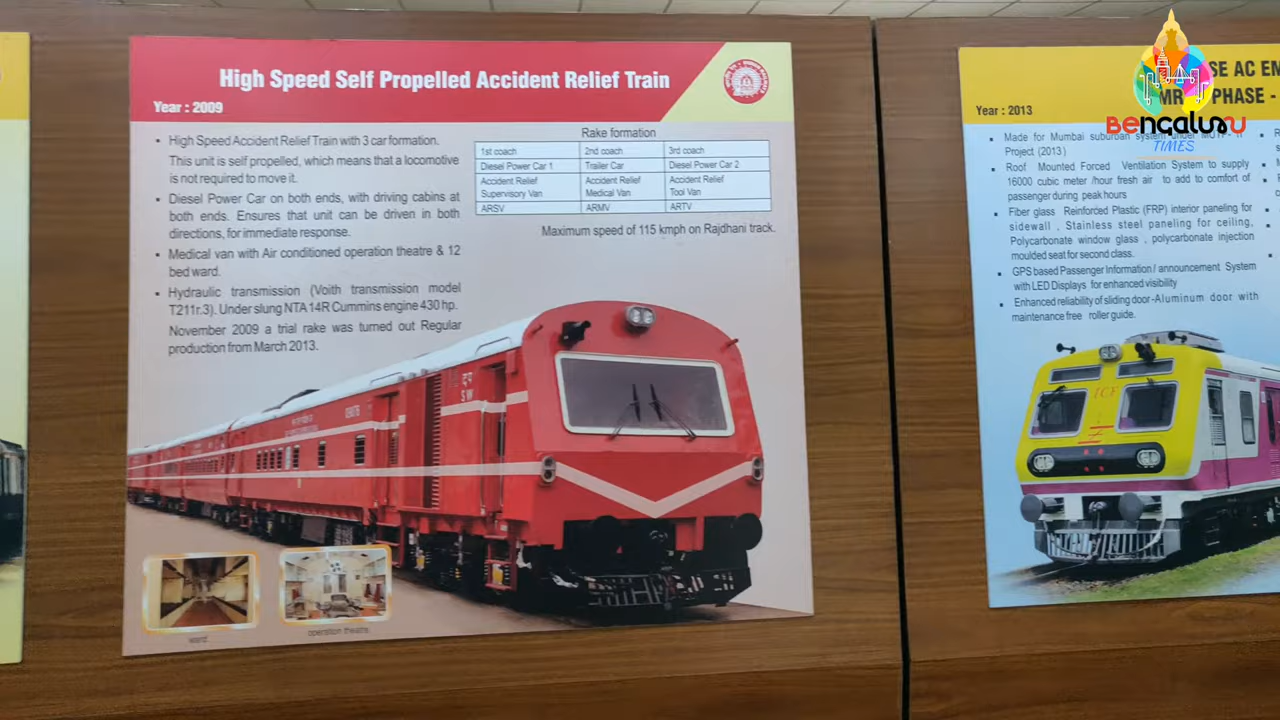 High Speed Self Propelled Accident Relief Train
Year : 2009
• High Speed Accident Relief Train with 3 car formation.
This unit is self propelled, which means that a locomotive
is not required to move it.
• Diesel Power Car on both ends, with driving cabins at
both ends. Ensures that unit can be driven in both
directions, for immediate response.
• Medical van with Air conditioned operation theatre & 12
bed ward.
• Hydraulic transmission (Voith transmission model
T211r.3). Under slung NTA 14R Cummins engine 430 hp.
November 2009 a trial rake was turned out Regular
production from March 2013.
Rake formation
1st coach 2nd coach 3rd coach
Diesel Power Car 1 Trailer Car Diesel Power Car 2
Accident Relief Accident Relief Accident Relief
Supervisory Van Medical Van Tool Van
ARSV ARMV ARTV
Maximum speed of 115 kmph on Rajdhani track.
SW
ward
operation theatre
SE AC EM
PHASE -
Year : 2013
• Made for Mumbai suburban system under MUTP - II
Project (2013)
• Roof Mounted Forced Ventilation System to supply
16000 cubic meter /hour fresh air to add to comfort of
passenger during peak hours
• Fiber glass Reinforced Plastic (FRP) interior paneling for
sidewall , Stainless steel paneling for ceiling,
Polycarbonate window glass , polycarbonate injection
moulded seat for second class.
• GPS based Passenger Information / announcement System
with LED Displays for enhanced visibility
• Enhanced reliability of sliding door-Aluminum door with
maintenance free roller guide.
ICF
BENGALURU
TIMES